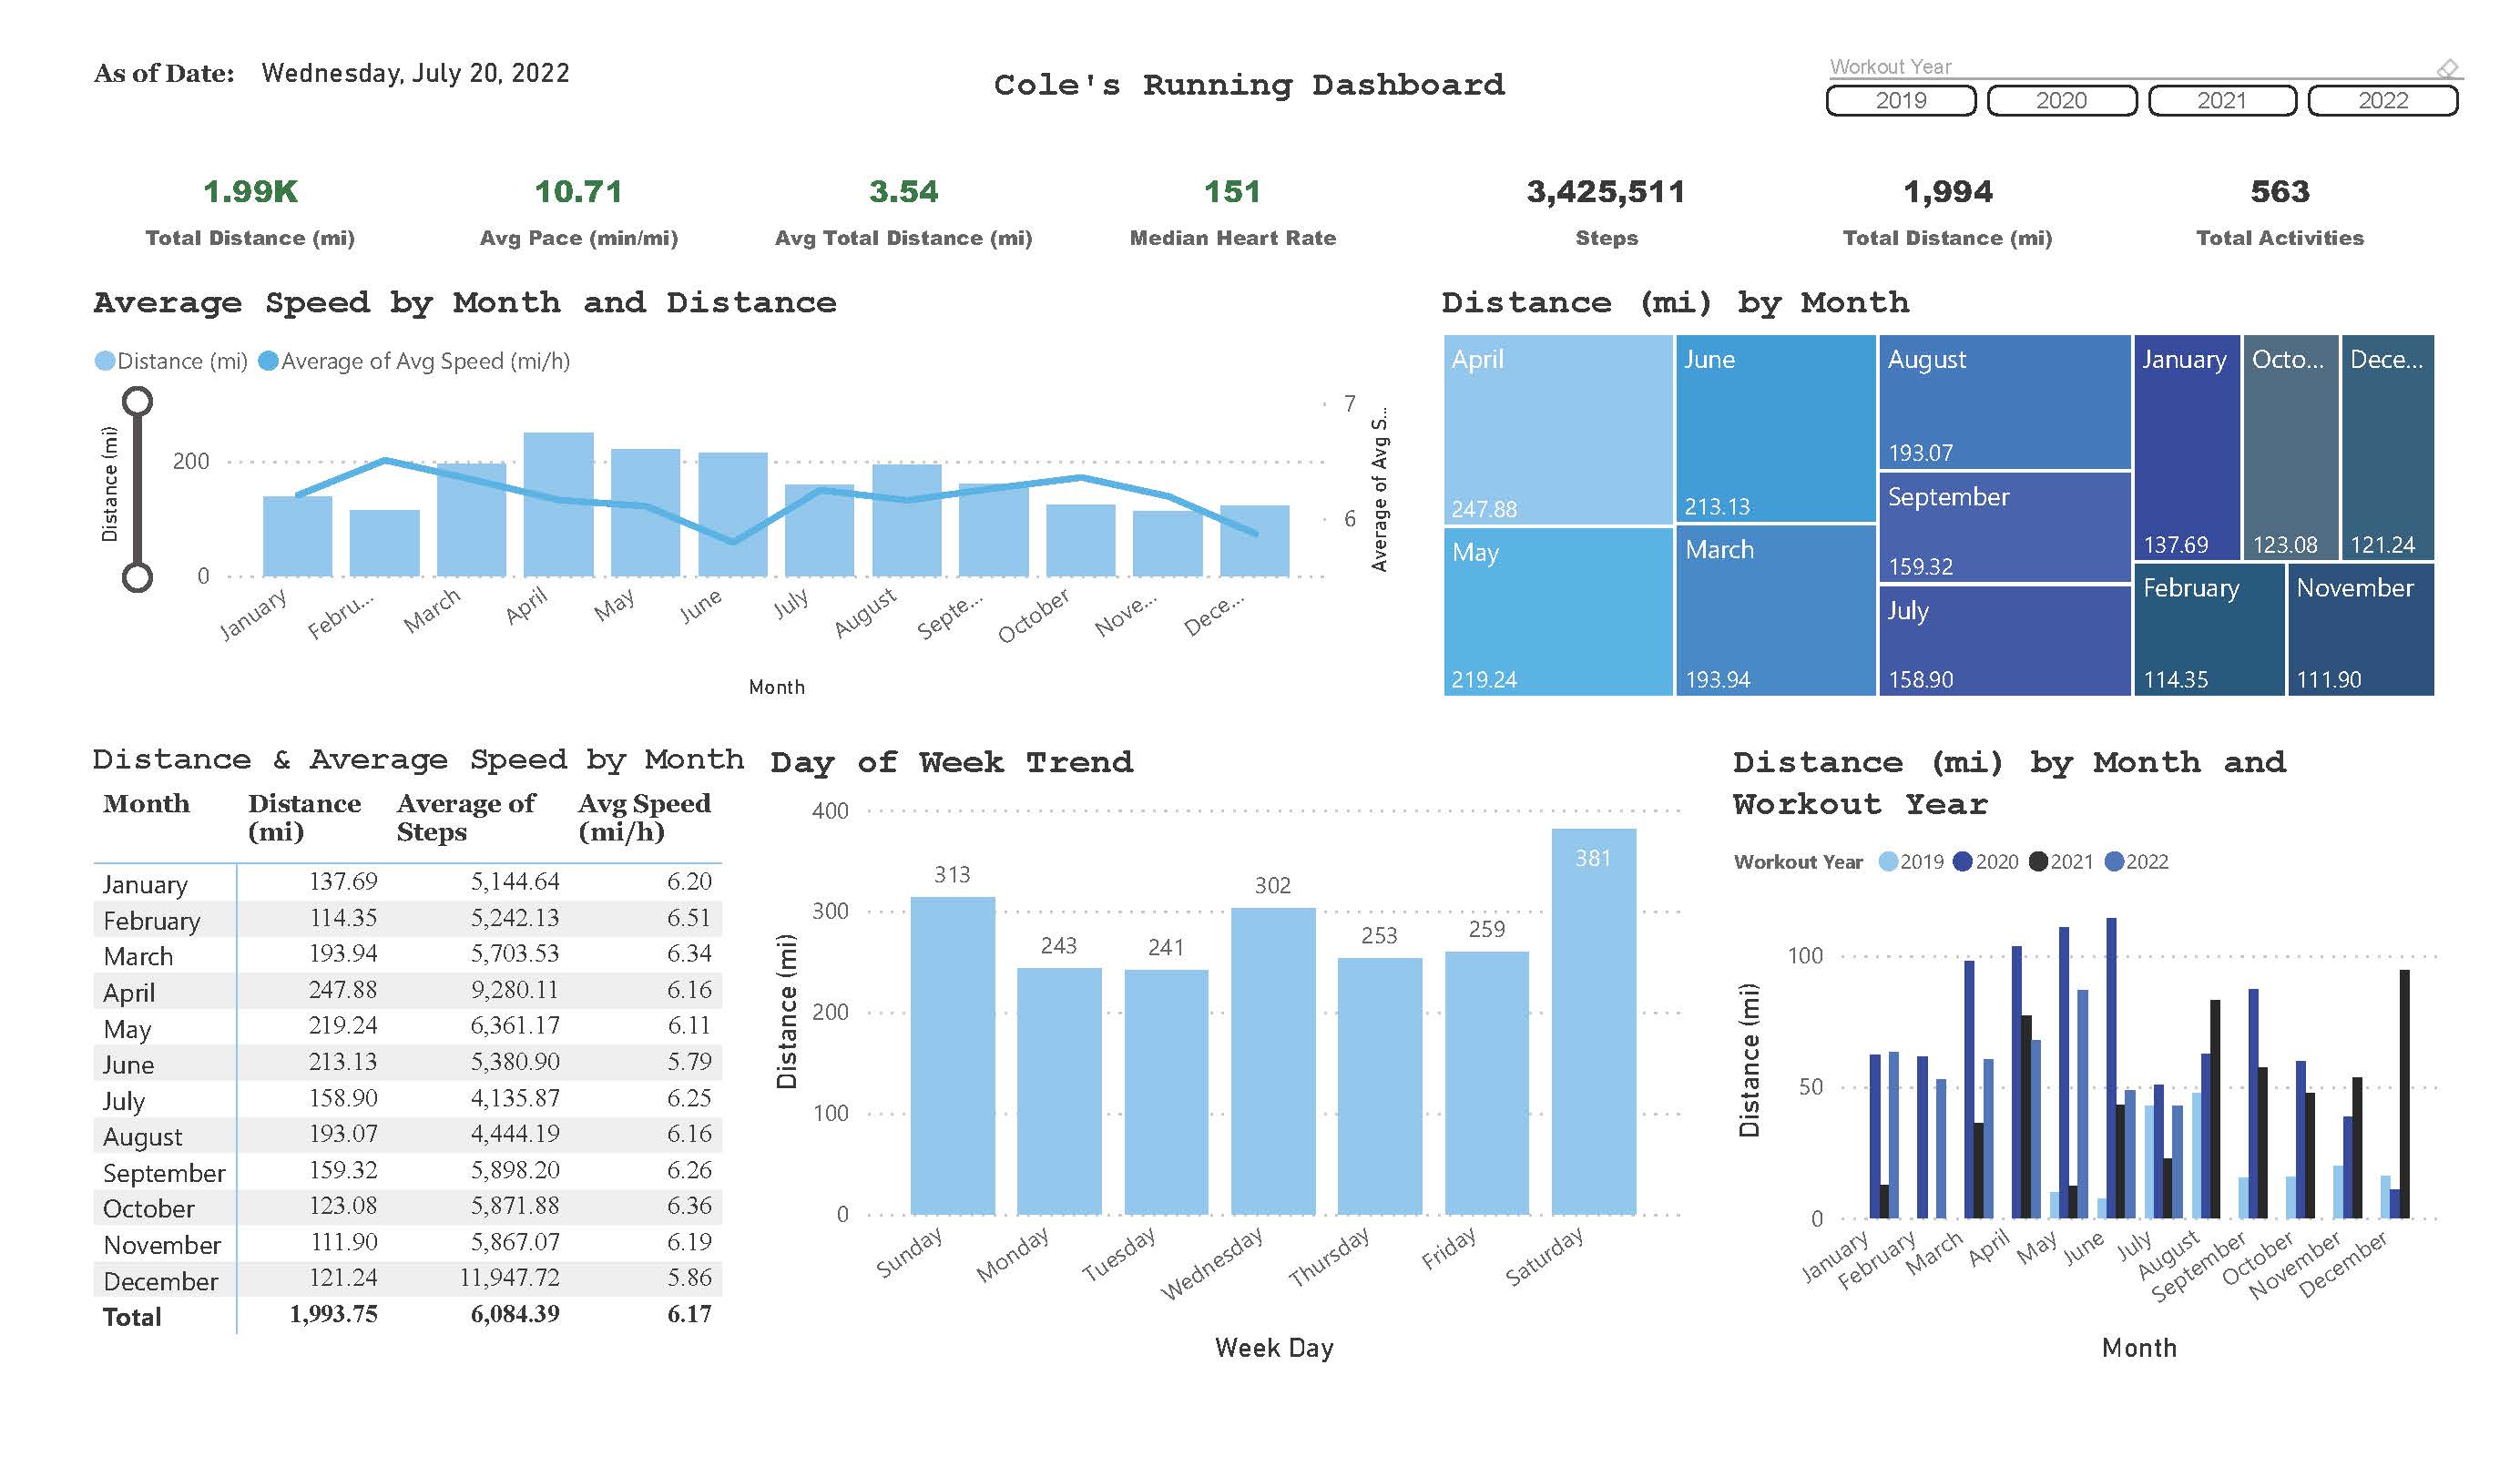 As of Date: Wednesday, July 20, 2022
Cole's Running Dashboard
Workout Year
2019 2020 2021 2022
1.99K
Total Distance (mi)
10.71
Avg Pace (min/mi)
3.54
Avg Total Distance (mi)
151
Median Heart Rate
3,425,511
Steps
1,994
Total Distance (mi)
563
Total Activities
Average Speed by Month and Distance
Distance (mi) Average of Avg Speed (mi/h)
Distance (mi)
200
0
7
6
Average of Avg S...
January Febru... March April May June July August Septe... October Nove... Dece...
Month
Distance (mi) by Month
April
247.88
May
219.24
June
213.13
March
193.94
August
193.07
September
159.32
July
158.90
January
137.69
Octo...
123.08
Dece...
121.24
February
114.35
November
111.90
Distance & Average Speed by Month
Month Distance (mi) Average of Steps Avg Speed (mi/h)
January 137.69 5,144.64 6.20
February 114.35 5,242.13 6.51
March 193.94 5,703.53 6.34
April 247.88 9,280.11 6.16
May 219.24 6,361.17 6.11
June 213.13 5,380.90 5.79
July 158.90 4,135.87 6.25
August 193.07 4,444.19 6.16
September 159.32 5,898.20 6.26
October 123.08 5,871.88 6.36
November 111.90 5,867.07 6.19
December 121.24 11,947.72 5.86
Total 1,993.75 6,084.39 6.17
Day of Week Trend
Distance (mi)
400
300
200
100
0
313 243 241 302 253 259 381
Sunday Monday Tuesday Wednesday Thursday Friday Saturday
Week Day
Distance (mi) by Month and
Workout Year
Workout Year 2019 2020 2021 2022
Distance (mi)
100
50
0
January February March April May June July August September October November December
Month